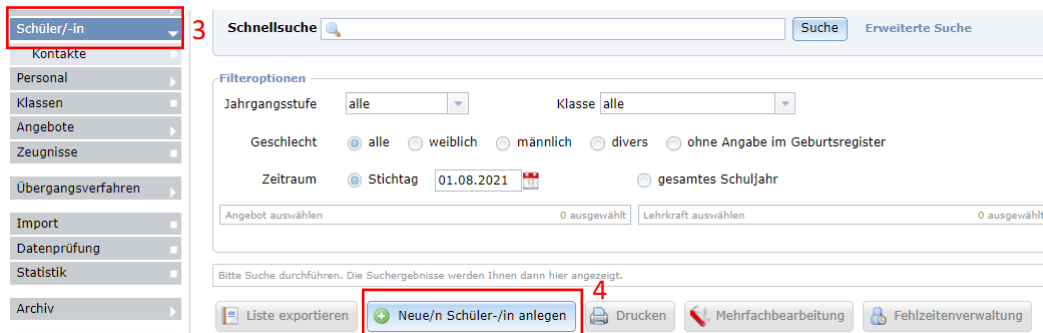 Schüler/-in 3
Kontakte
Personal
Klassen
Angebote
Zeugnisse
Übergangsverfahren
Import
Datenprüfung
Statistik
Archiv
Schnellsuche Suche Erweiterte Suche
Filteroptionen
Jahrgangsstufe alle Klasse alle
Geschlecht alle weiblich männlich divers ohne Angabe im Geburtsregister
Zeitraum Stichtag 01.08.2021 gesamtes Schuljahr
Angebot auswählen 0 ausgewählt Lehrkraft auswählen 0 ausgewählt
Bitte Suche durchführen. Die Suchergebnisse werden Ihnen dann hier angezeigt.
4
Liste exportieren Neue/n Schüler-/in anlegen Drucken Mehrfachbearbeitung Fehlzeitenverwaltung